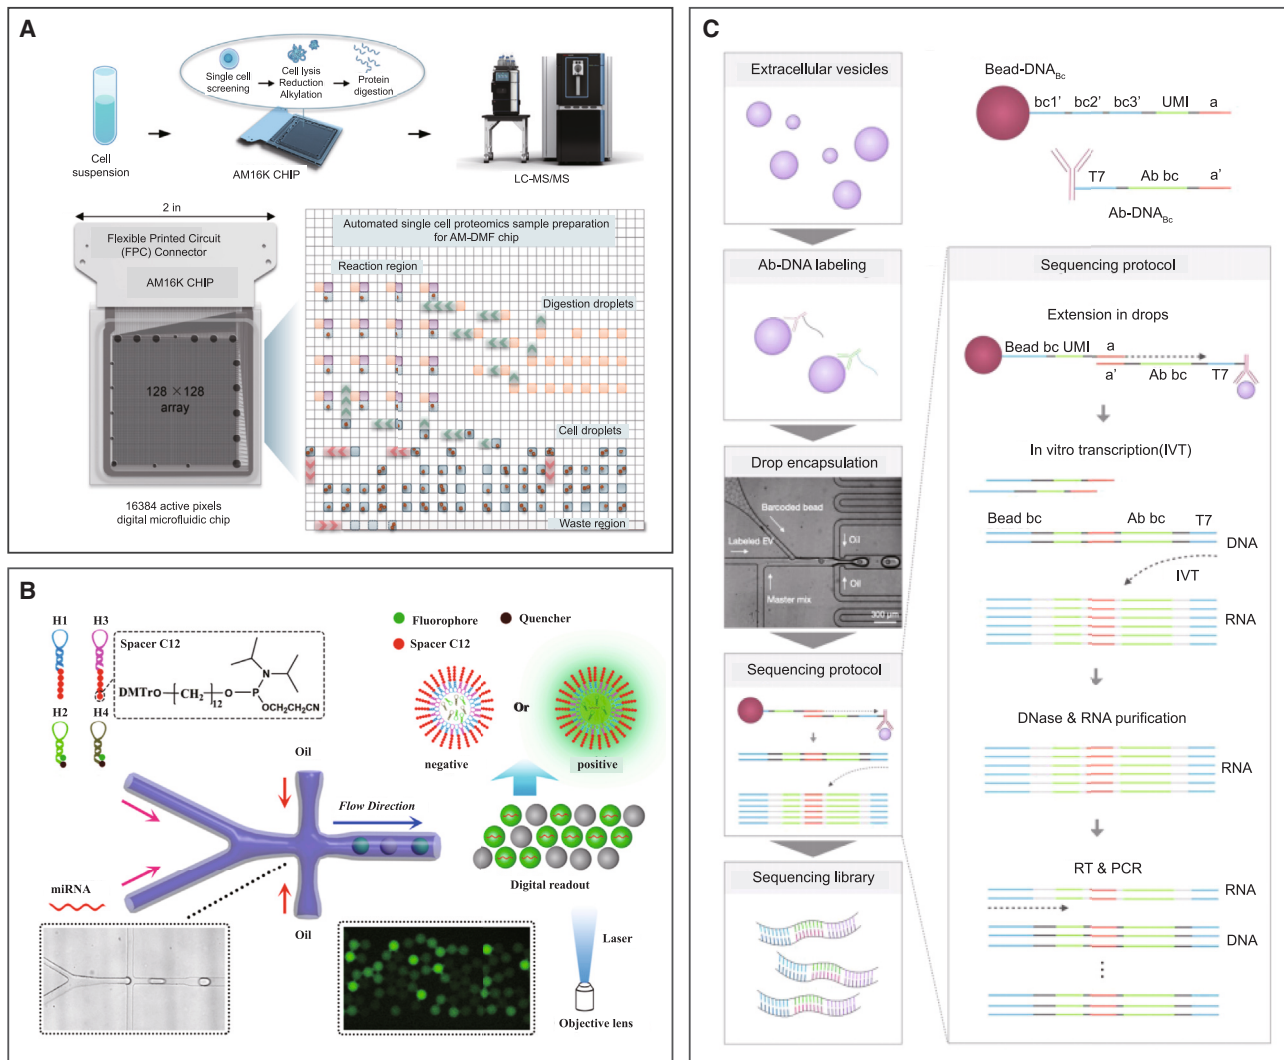 A
Single cell
screening
Cell lysis
Reduction
Alkylation
Protein
digestion
Cell
suspension
AM16K CHIP
LC-MS/MS
2 in
Flexible Printed Circuit
(FPC) Connector
AM16K CHIP
128 × 128
array
16384 active pixels
digital microfluidic chip
Automated single cell proteomics sample preparation
for AM-DMF chip
Reaction region
Digestion droplets
Cell droplets
Waste region
B
H1
H3
H2
H4
Spacer C12
DMTrO
(CH2)12
O
P
N
OCH2CH2CN
Fluorophore
Quencher
Spacer C12
negative
Or
positive
Oil
Flow Direction
Oil
miRNA
Digital readout
Laser
Objective lens
C
Extracellular vesicles
Ab-DNA labeling
Drop encapsulation
Barcoded bead
Labeled EV
Oil
Oil
Master mix
300 µm
Sequencing protocol
Sequencing library
Bead-DNABc
bc1' bc2' bc3' UMI a
T7 Ab bc a'
Ab-DNABc
Sequencing protocol
Extension in drops
Bead bc UMI a
a' Ab bc T7
In vitro transcription(IVT)
Bead bc Ab bc T7
DNA
IVT
RNA
DNase & RNA purification
RNA
RT & PCR
RNA
DNA